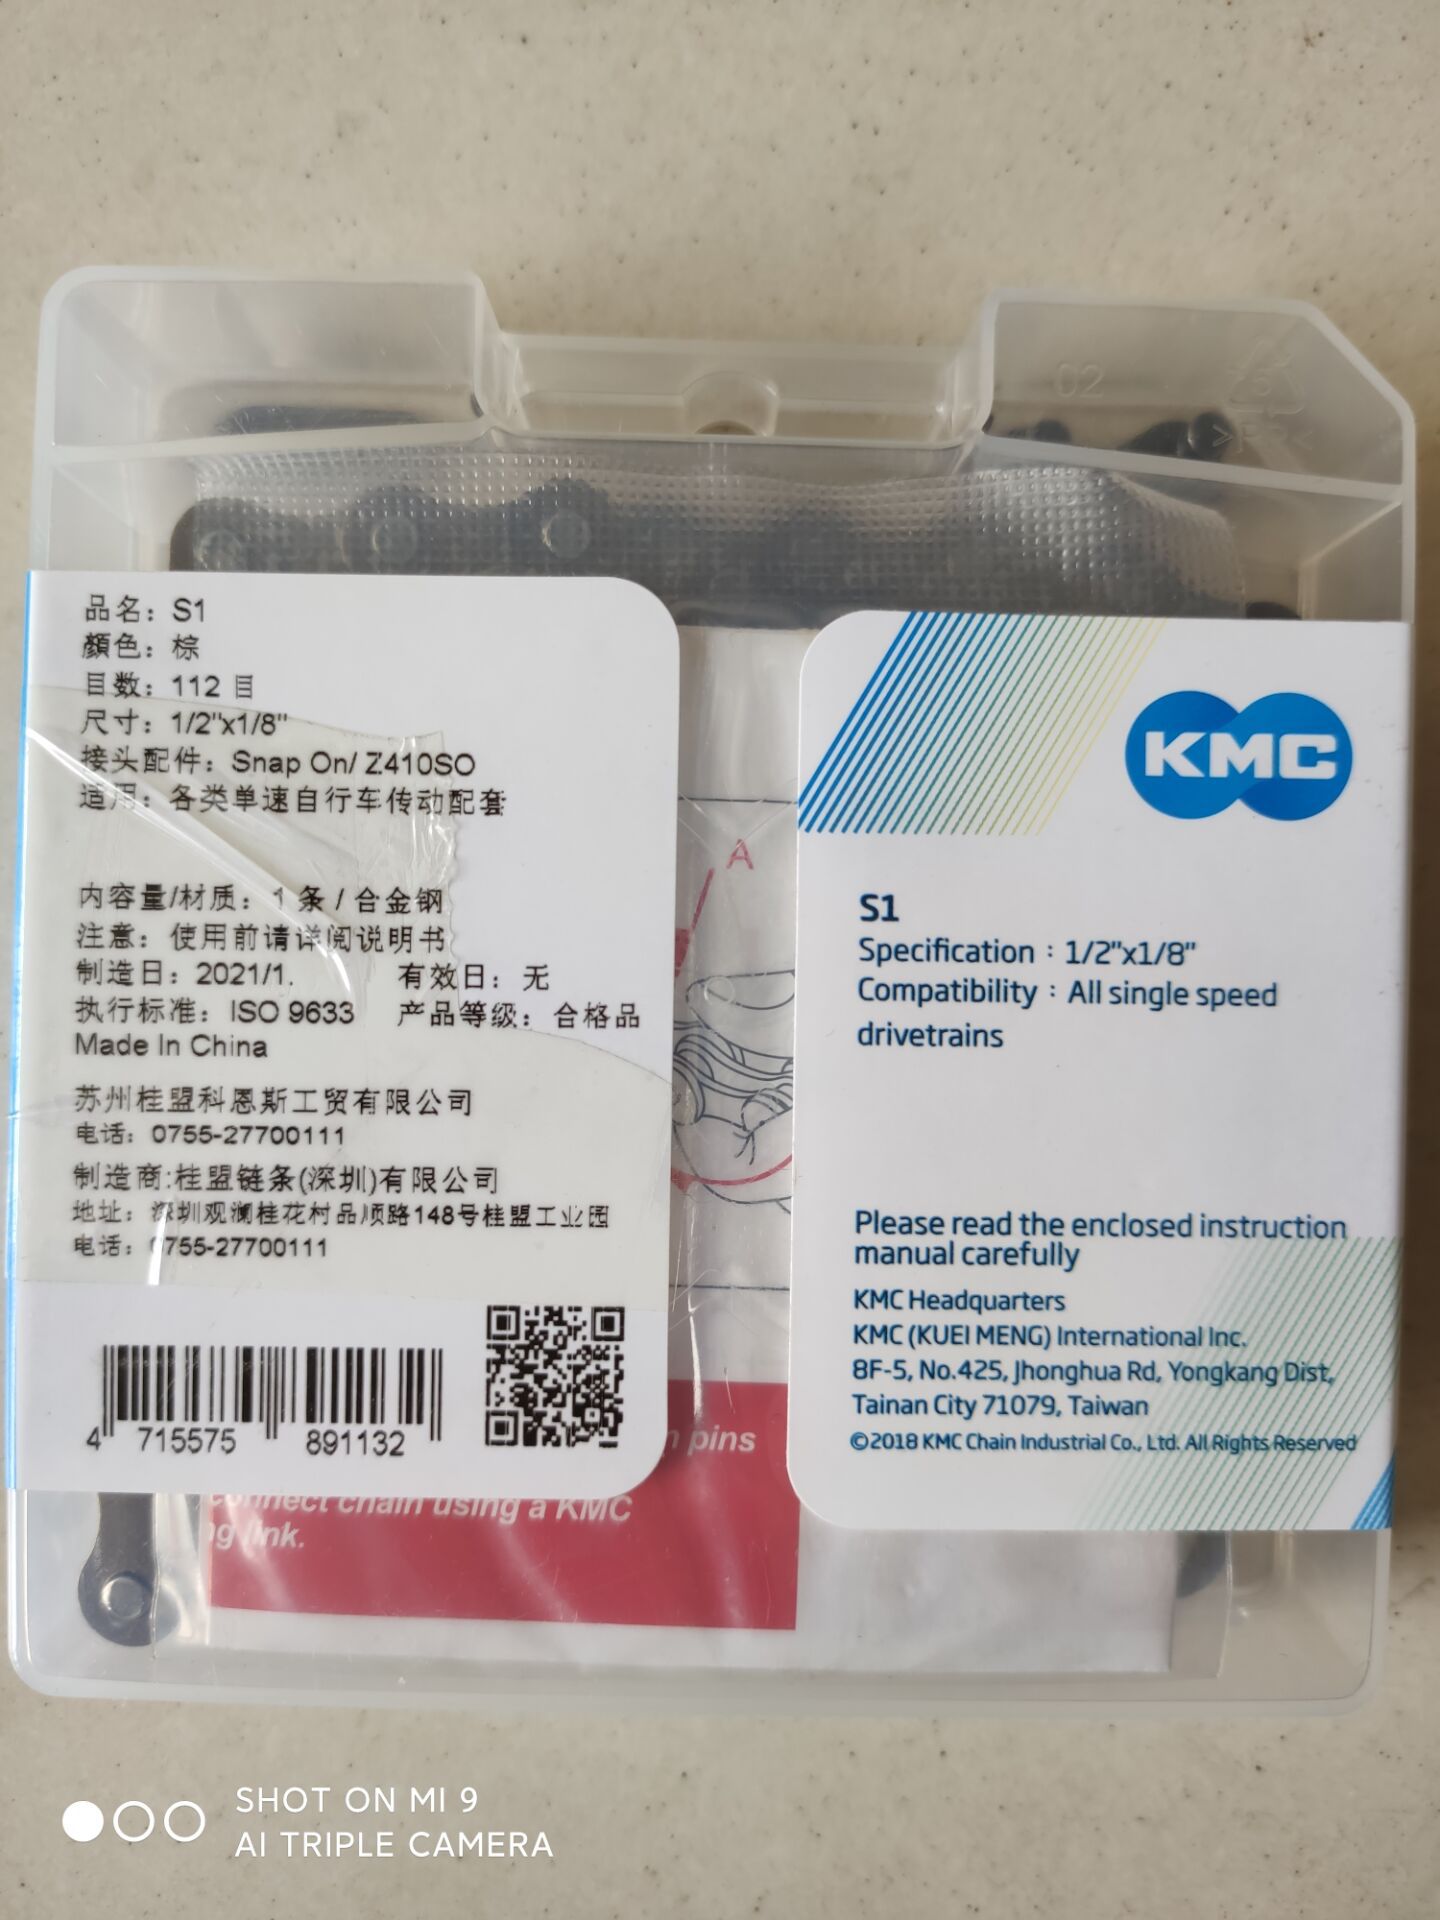 02
品名：S1
顏色：棕
目数：112 目
尺寸：1/2"x1/8"
接头配件：Snap On/ Z410SO
适用：各类单速自行车传动配套
内容量/材质：1 条 / 合金钢
注意：使用前请详阅说明书
制造日：2021/1. 有效日：无
执行标准：ISO 9633 产品等级：合格品
Made In China
苏州桂盟科恩斯工贸有限公司
电话：0755-27700111
制造商:桂盟链条(深圳)有限公司
地址：深圳观澜桂花村品顺路148号桂盟工业园
电话：0755-27700111
4 715575 891132
A
n pins
connect chain using a KMC
ng link.
KMC
S1
Specification：1/2"x1/8"
Compatibility：All single speed
drivetrains
Please read the enclosed instruction
manual carefully
KMC Headquarters
KMC (KUEI MENG) International Inc.
8F-5, No.425, Jhonghua Rd, Yongkang Dist,
Tainan City 71079, Taiwan
©2018 KMC Chain Industrial Co., Ltd. All Rights Reserved
SHOT ON MI 9
AI TRIPLE CAMERA